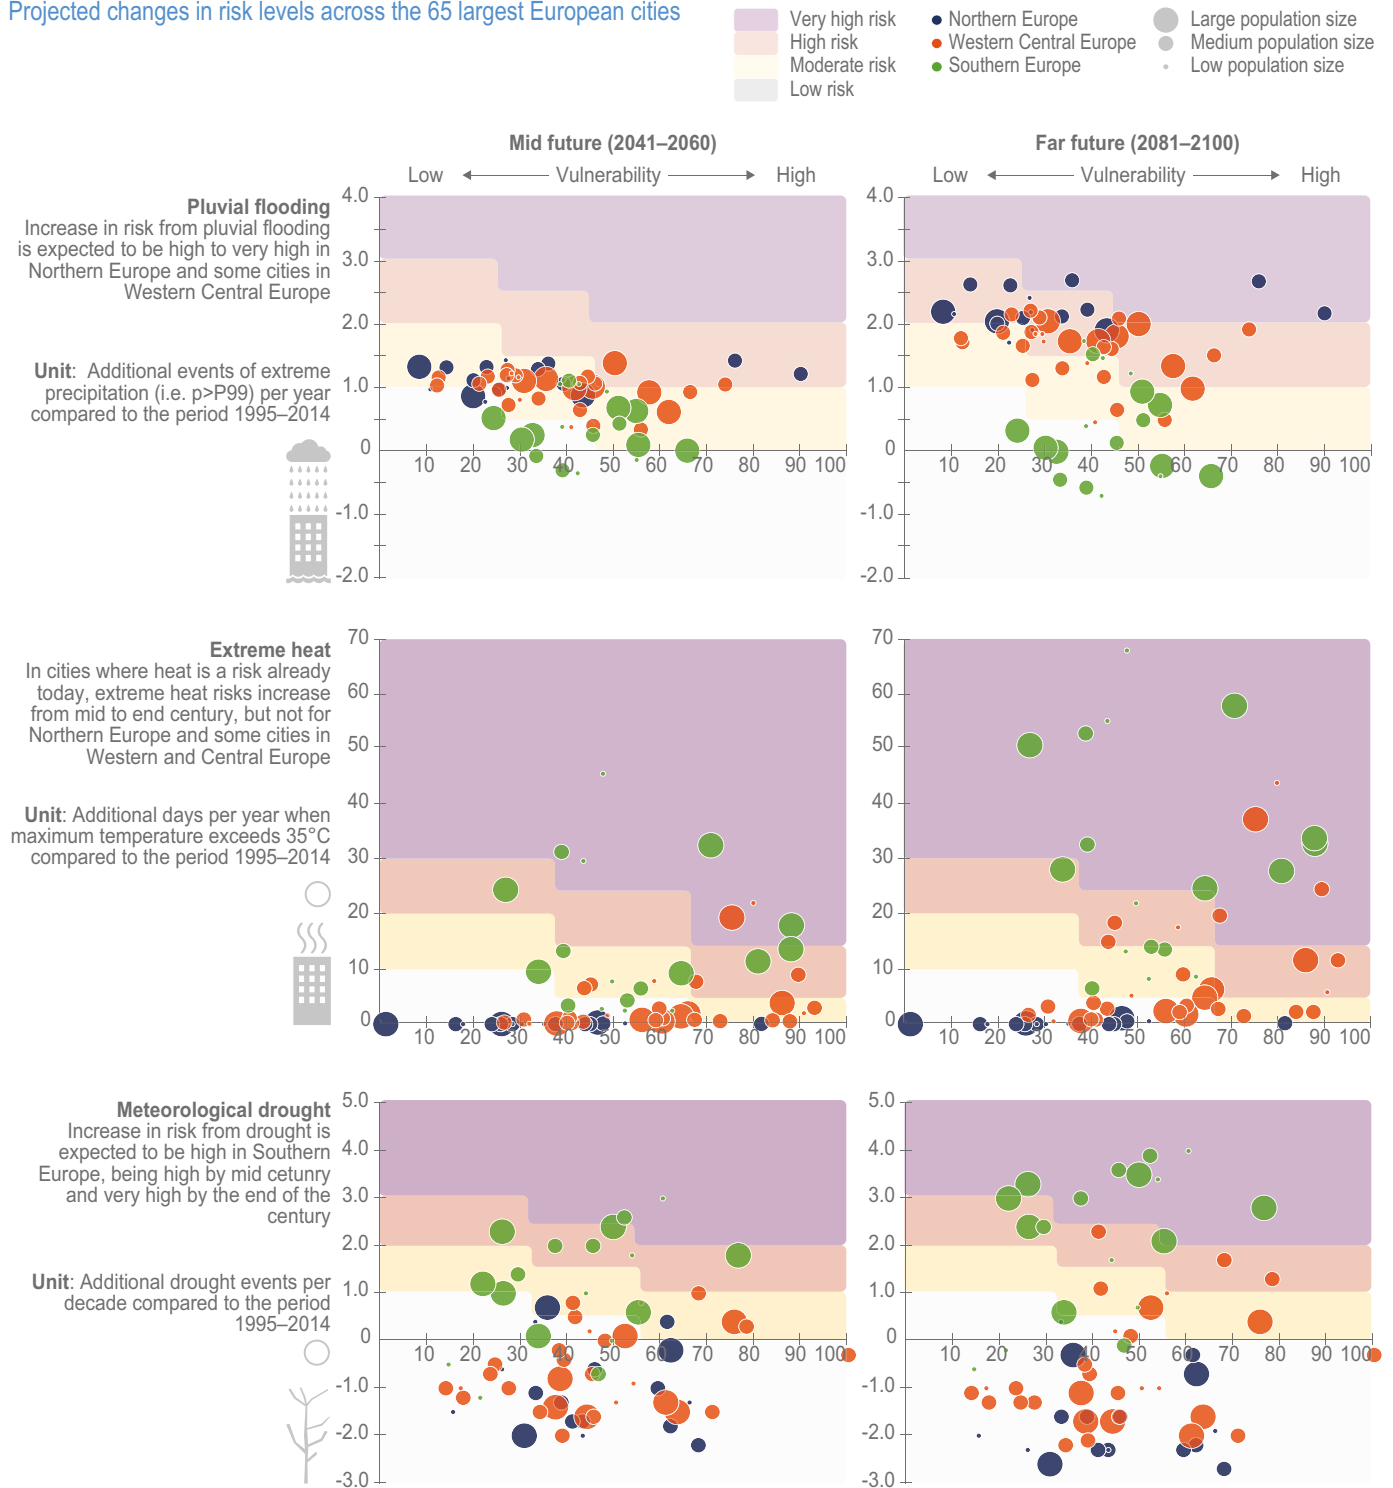 Projected changes in risk levels across the 65 largest European cities
Very high risk
High risk
Moderate risk
Low risk
Northern Europe
Western Central Europe
Southern Europe
Large population size
Medium population size
Low population size
Mid future (2041–2060)
Low Vulnerability High
Far future (2081–2100)
Low Vulnerability High
Pluvial flooding
Increase in risk from pluvial flooding
is expected to be high to very high in
Northern Europe and some cities in
Western Central Europe
Unit: Additional events of extreme
precipitation (i.e. p>P99) per year
compared to the period 1995–2014
4.0
3.0
2.0
1.0
0
-1.0
-2.0
10 20 30 40 50 60 70 80 90 100
4.0
3.0
2.0
1.0
0
-1.0
-2.0
10 20 30 40 50 60 70 80 90 100
Extreme heat
In cities where heat is a risk already
today, extreme heat risks increase
from mid to end century, but not for
Northern Europe and some cities in
Western and Central Europe
Unit: Additional days per year when
maximum temperature exceeds 35°C
compared to the period 1995–2014
70
60
50
40
30
20
10
0
10 20 30 40 50 60 70 80 90 100
70
60
50
40
30
20
10
0
10 20 30 40 50 60 70 80 90 100
Meteorological drought
Increase in risk from drought is
expected to be high in Southern
Europe, being high by mid cetunry
and very high by the end of the
century
Unit: Additional drought events per
decade compared to the period
1995–2014
5.0
4.0
3.0
2.0
1.0
0
-1.0
-2.0
-3.0
10 20 30 40 50 60 70 80 90 100
5.0
4.0
3.0
2.0
1.0
0
-1.0
-2.0
-3.0
10 20 30 40 50 60 70 80 90 100